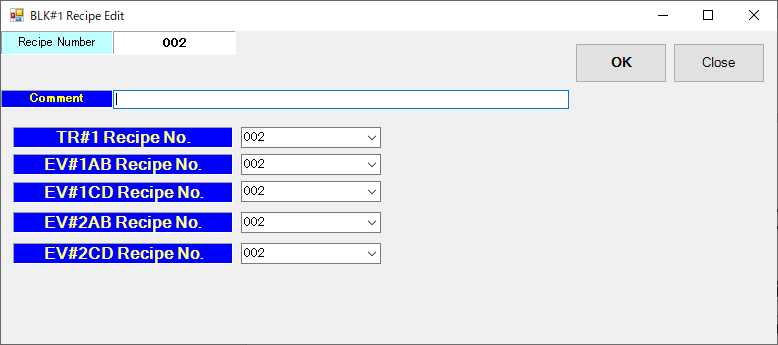 BLK#1 Recipe Edit
Recipe Number 002
OK Close
Comment
TR#1 Recipe No. 002
EV#1AB Recipe No. 002
EV#1CD Recipe No. 002
EV#2AB Recipe No. 002
EV#2CD Recipe No. 002